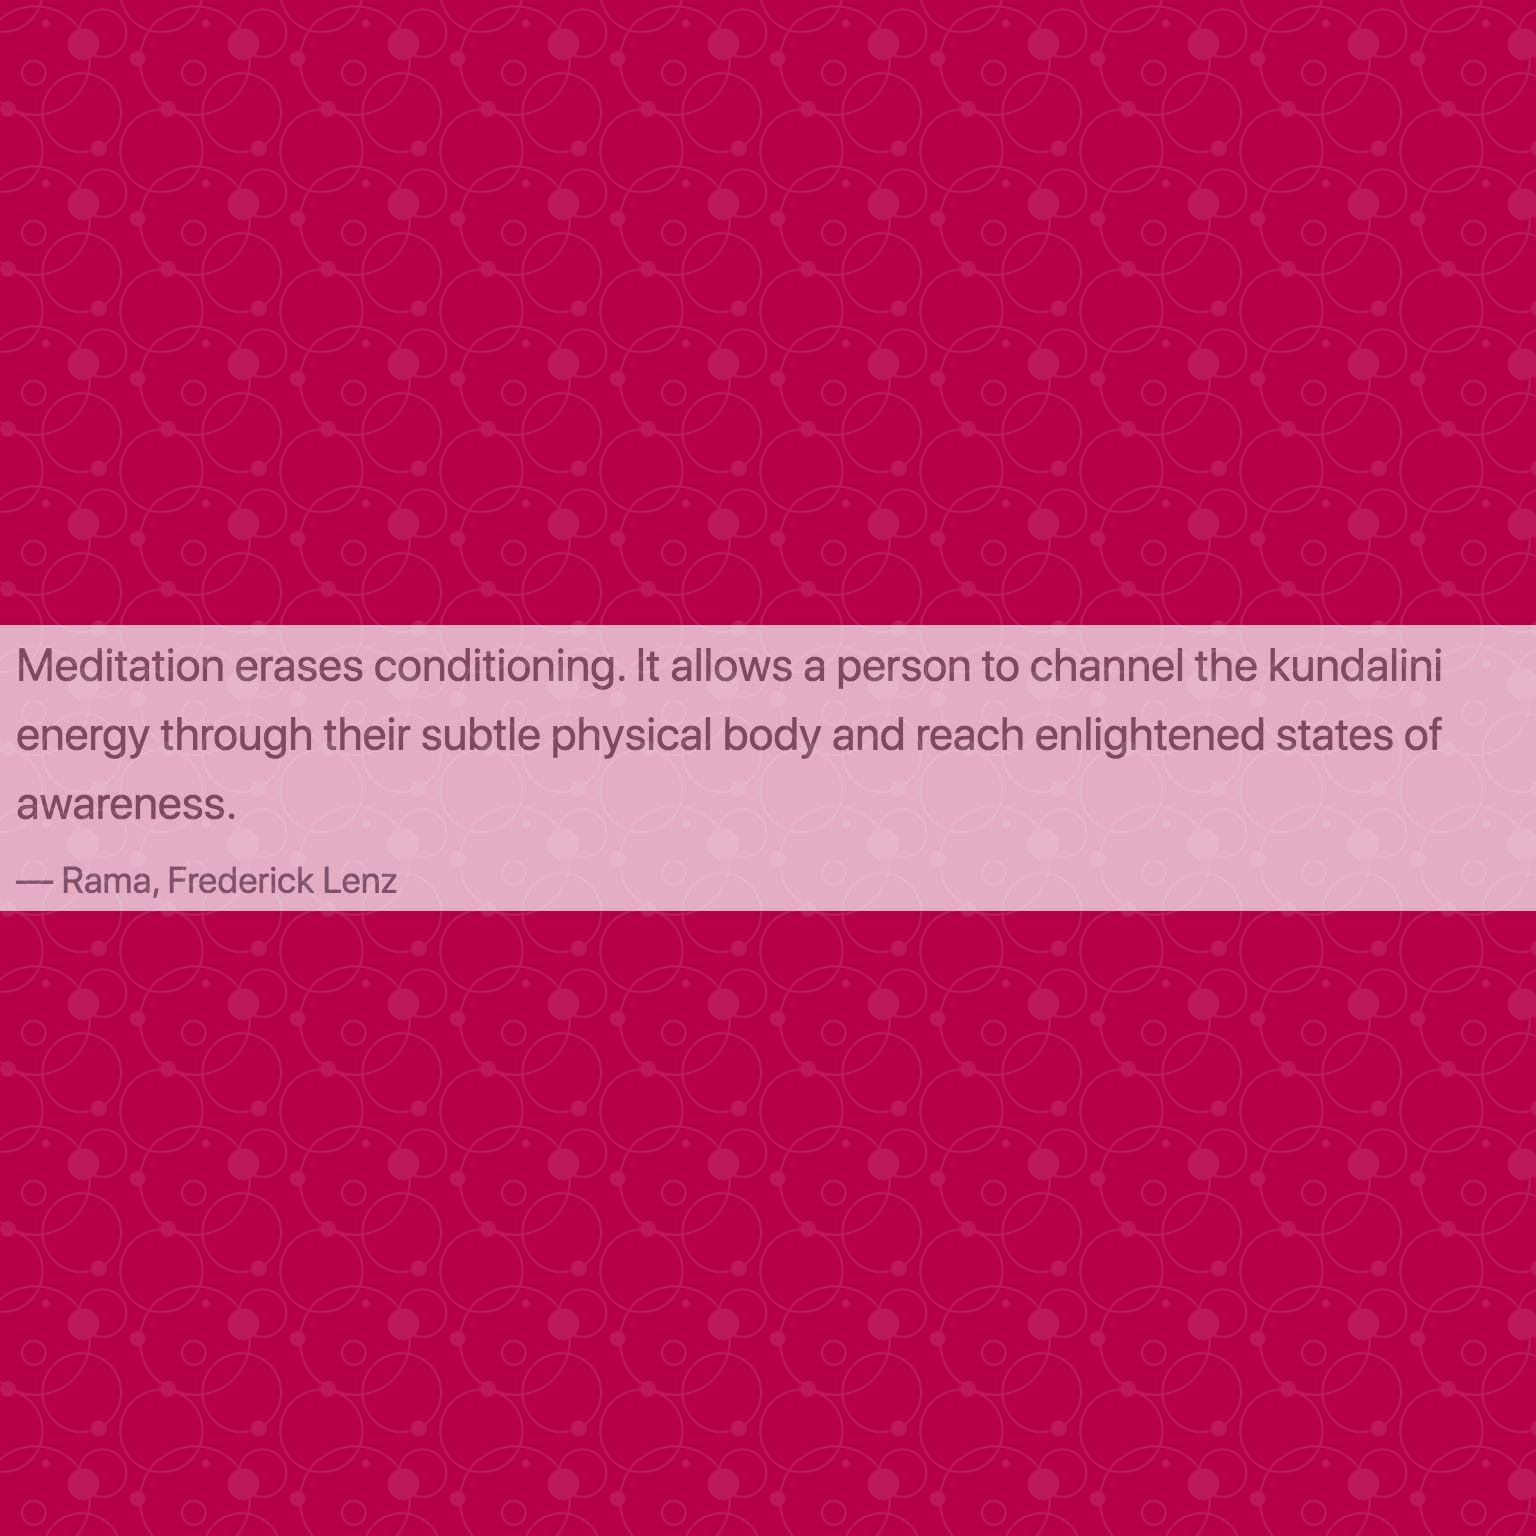 Meditation erases conditioning. It allows a person to channel the kundalini
energy through their subtle physical body and reach enlightened states of
awareness.
— Rama, Frederick Lenz